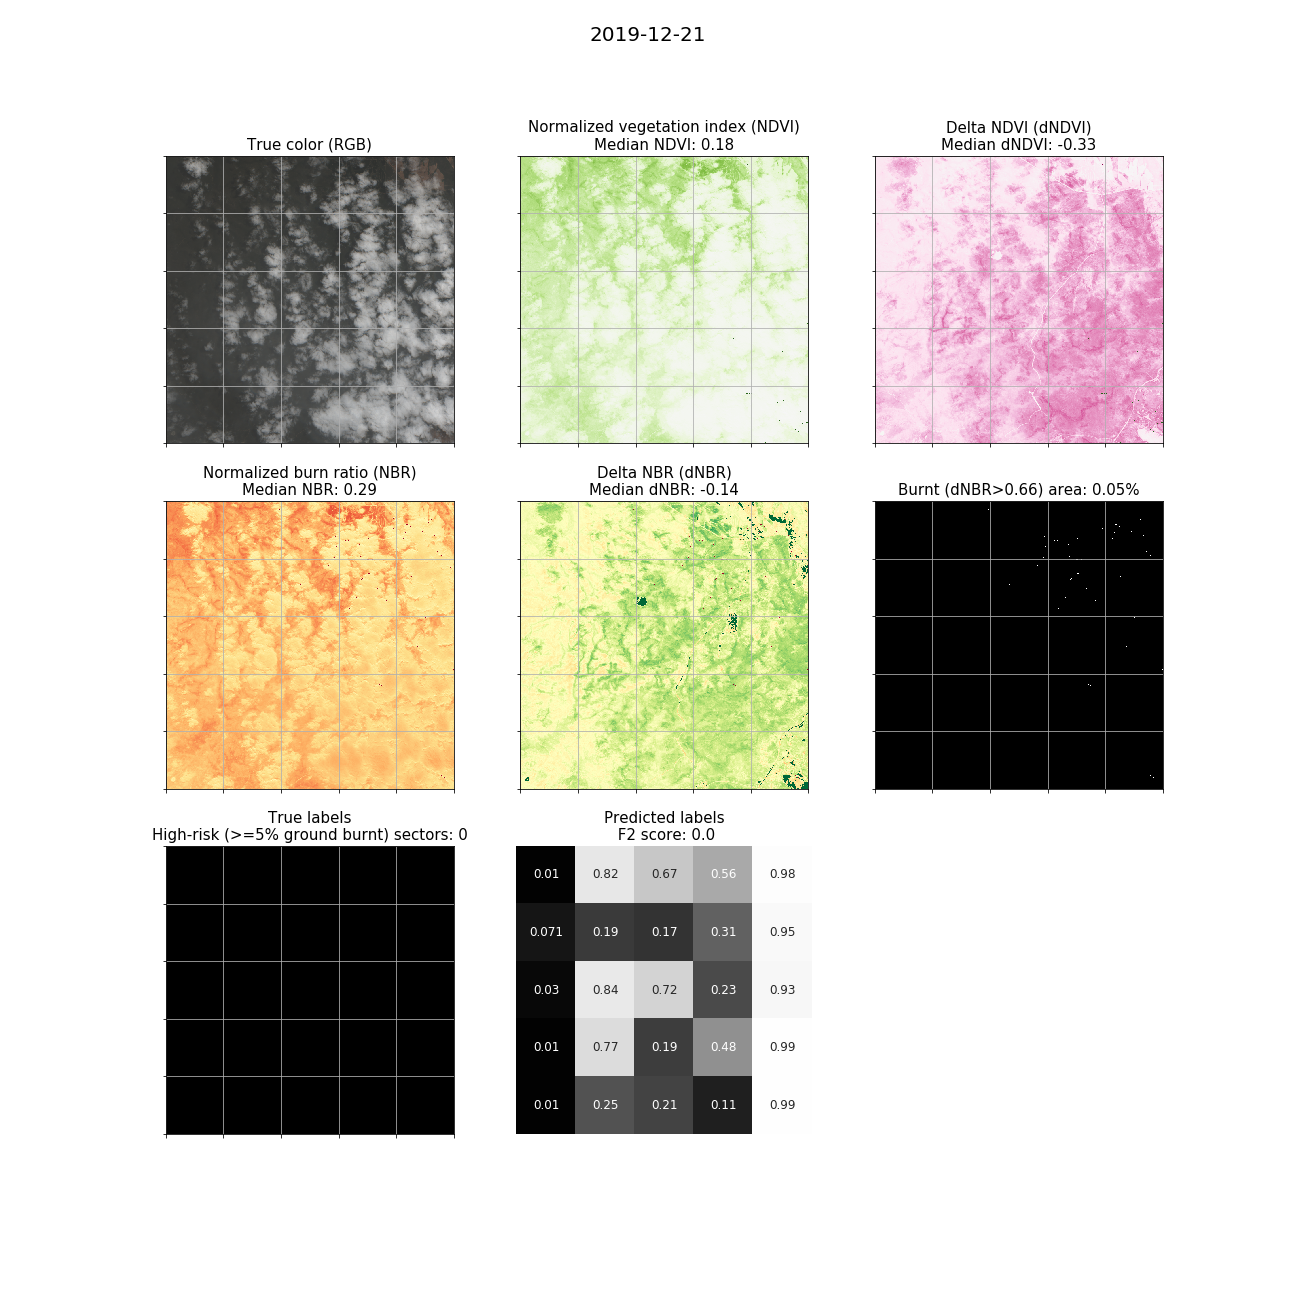 2019-12-21
True color (RGB)
Normalized vegetation index (NDVI)
Median NDVI: 0.18
Delta NDVI (dNDVI)
Median dNDVI: -0.33
Normalized burn ratio (NBR)
Median NBR: 0.29
Delta NBR (dNBR)
Median dNBR: -0.14
Burnt (dNBR>0.66) area: 0.05%
True labels
High-risk (>=5% ground burnt) sectors: 0
Predicted labels
F2 score: 0.0
0.01 0.82 0.67 0.56 0.98
0.071 0.19 0.17 0.31 0.95
0.03 0.84 0.72 0.23 0.93
0.01 0.77 0.19 0.48 0.99
0.01 0.25 0.21 0.11 0.99